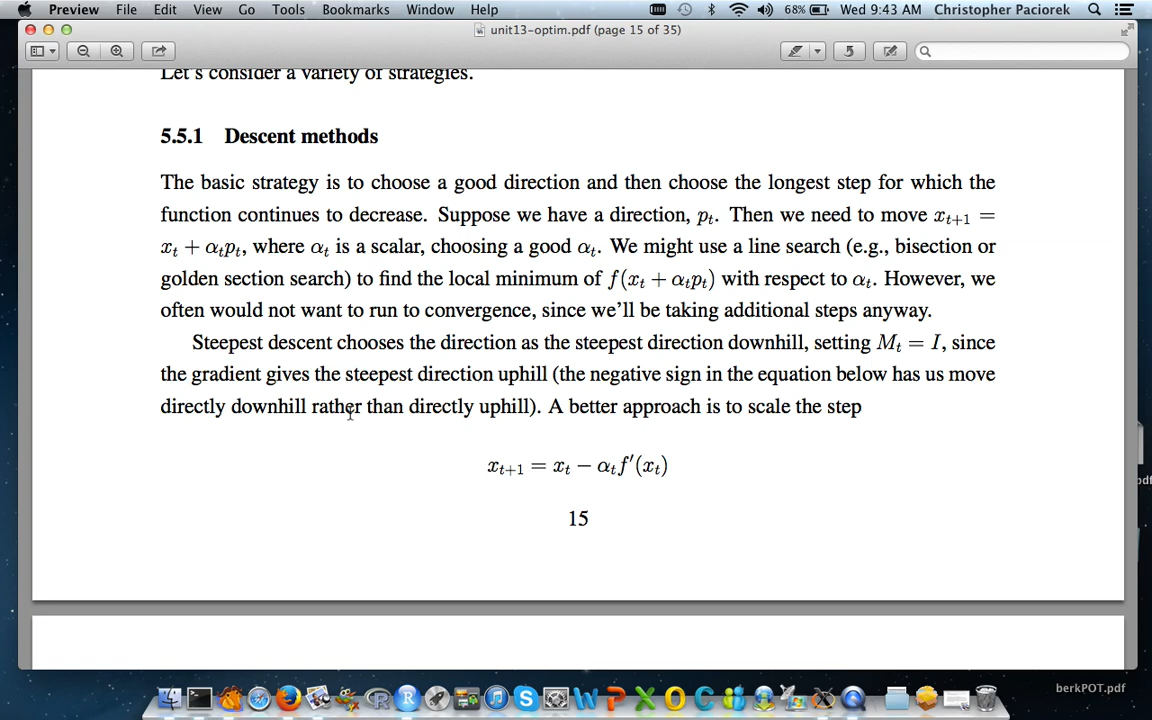 Preview File Edit View Go Tools Bookmarks Window Help 68% Wed 9:43 AM Christopher Paciorek
unit13-optim.pdf (page 15 of 35)
Let's consider a variety of strategies.
5.5.1 Descent methods
The basic strategy is to choose a good direction and then choose the longest step for which the
function continues to decrease. Suppose we have a direction, pₜ. Then we need to move xₜ₊₁ =
xₜ + αₜpₜ, where αₜ is a scalar, choosing a good αₜ. We might use a line search (e.g., bisection or
golden section search) to find the local minimum of f(xₜ + αₜpₜ) with respect to αₜ. However, we
often would not want to run to convergence, since we'll be taking additional steps anyway.
Steepest descent chooses the direction as the steepest direction downhill, setting Mₜ = I, since
the gradient gives the steepest direction uphill (the negative sign in the equation below has us move
directly downhill rather than directly uphill). A better approach is to scale the step
xₜ₊₁ = xₜ − αₜf′(xₜ)
15
pdf
berkPOT.pdf